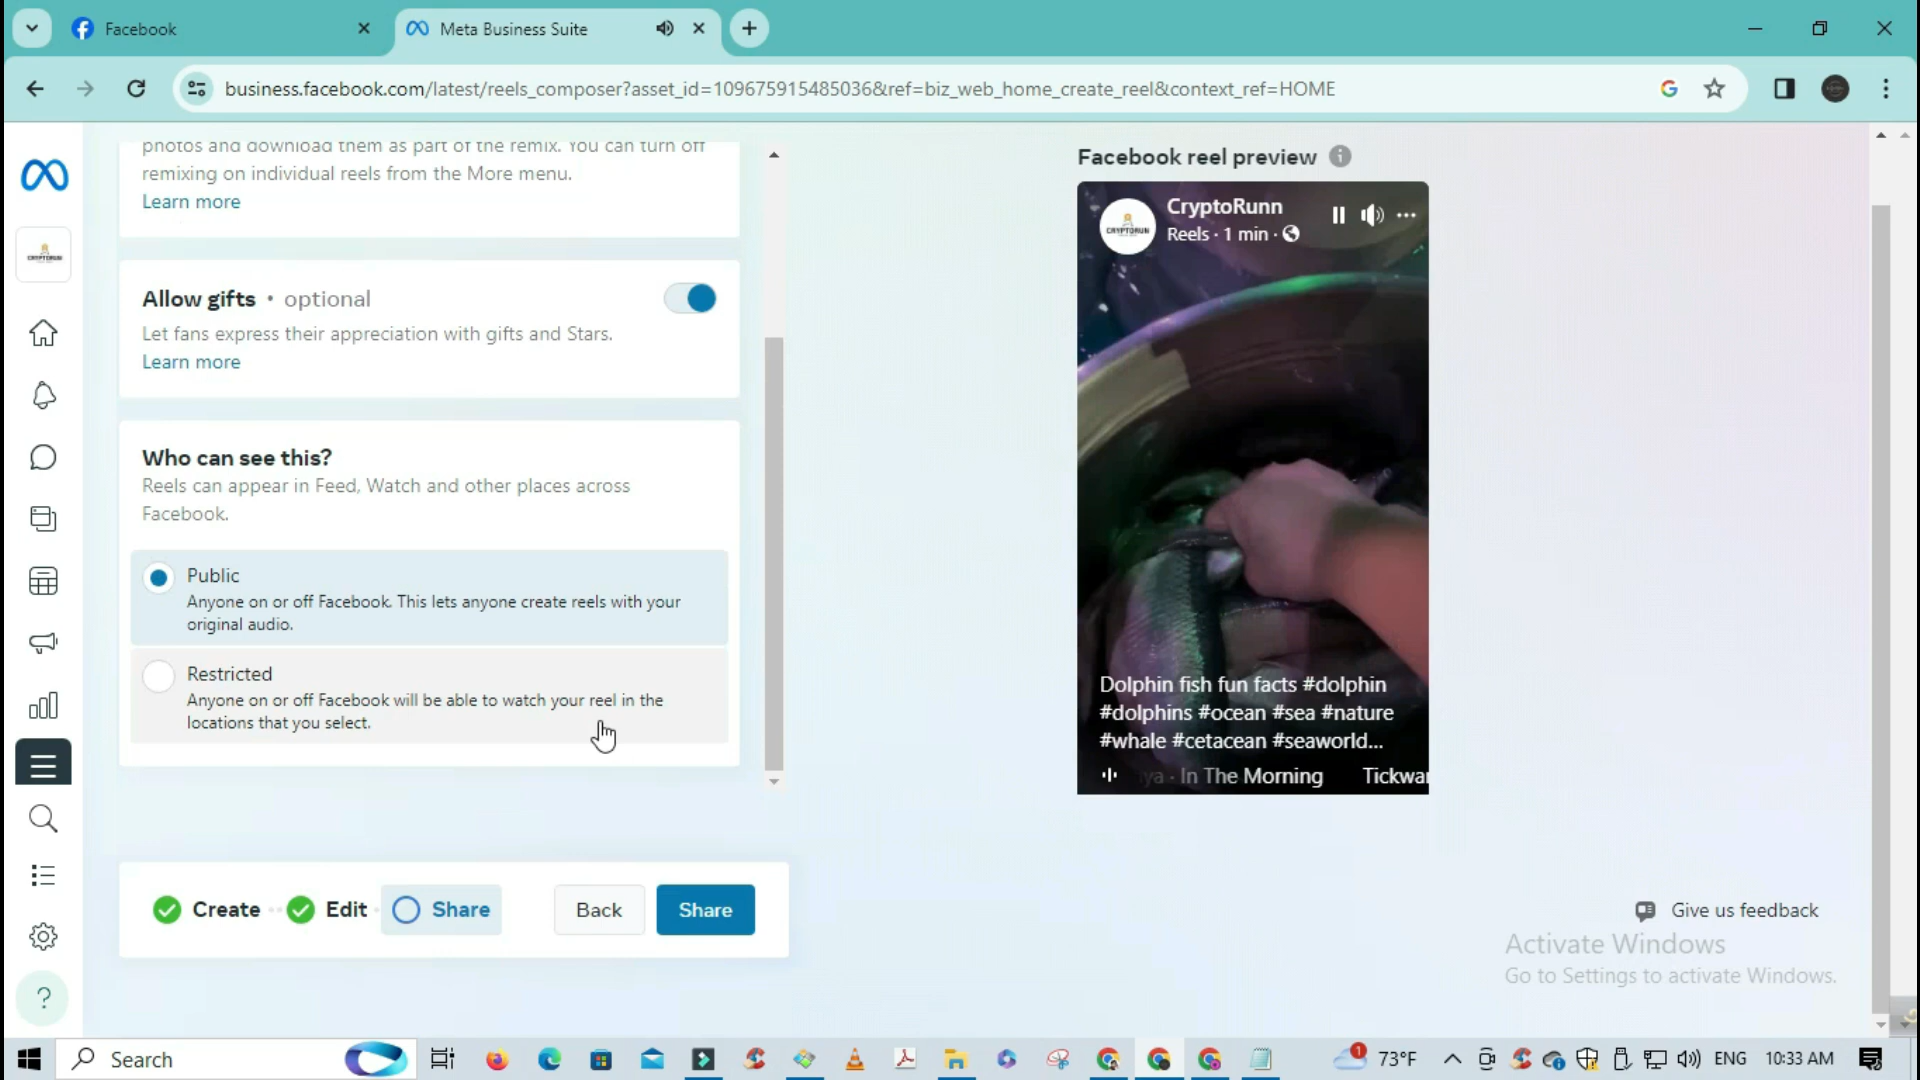 Facebook
Meta Business Suite
business.facebook.com/latest/reels_composer?asset_id=109675915485036&ref=biz_web_home_create_reel&context_ref=HOME
photos and download them as part of the remix. You can turn off
remixing on individual reels from the More menu.
Learn more
Allow gifts • optional
Let fans express their appreciation with gifts and Stars.
Learn more
Who can see this?
Reels can appear in Feed, Watch and other places across
Facebook.
Public
Anyone on or off Facebook. This lets anyone create reels with your
original audio.
Restricted
Anyone on or off Facebook will be able to watch your reel in the
locations that you select.
Create
Edit
Share
Back
Share
Facebook reel preview
CRYPTORUN
CryptoRunn
Reels · 1 min ·
Dolphin fish fun facts #dolphin
#dolphins #ocean #sea #nature
#whale #cetacean #seaworld...
ya · In The Morning Tickwar
Give us feedback
Activate Windows
Go to Settings to activate Windows.
Search
1
73°F
ENG
10:33 AM